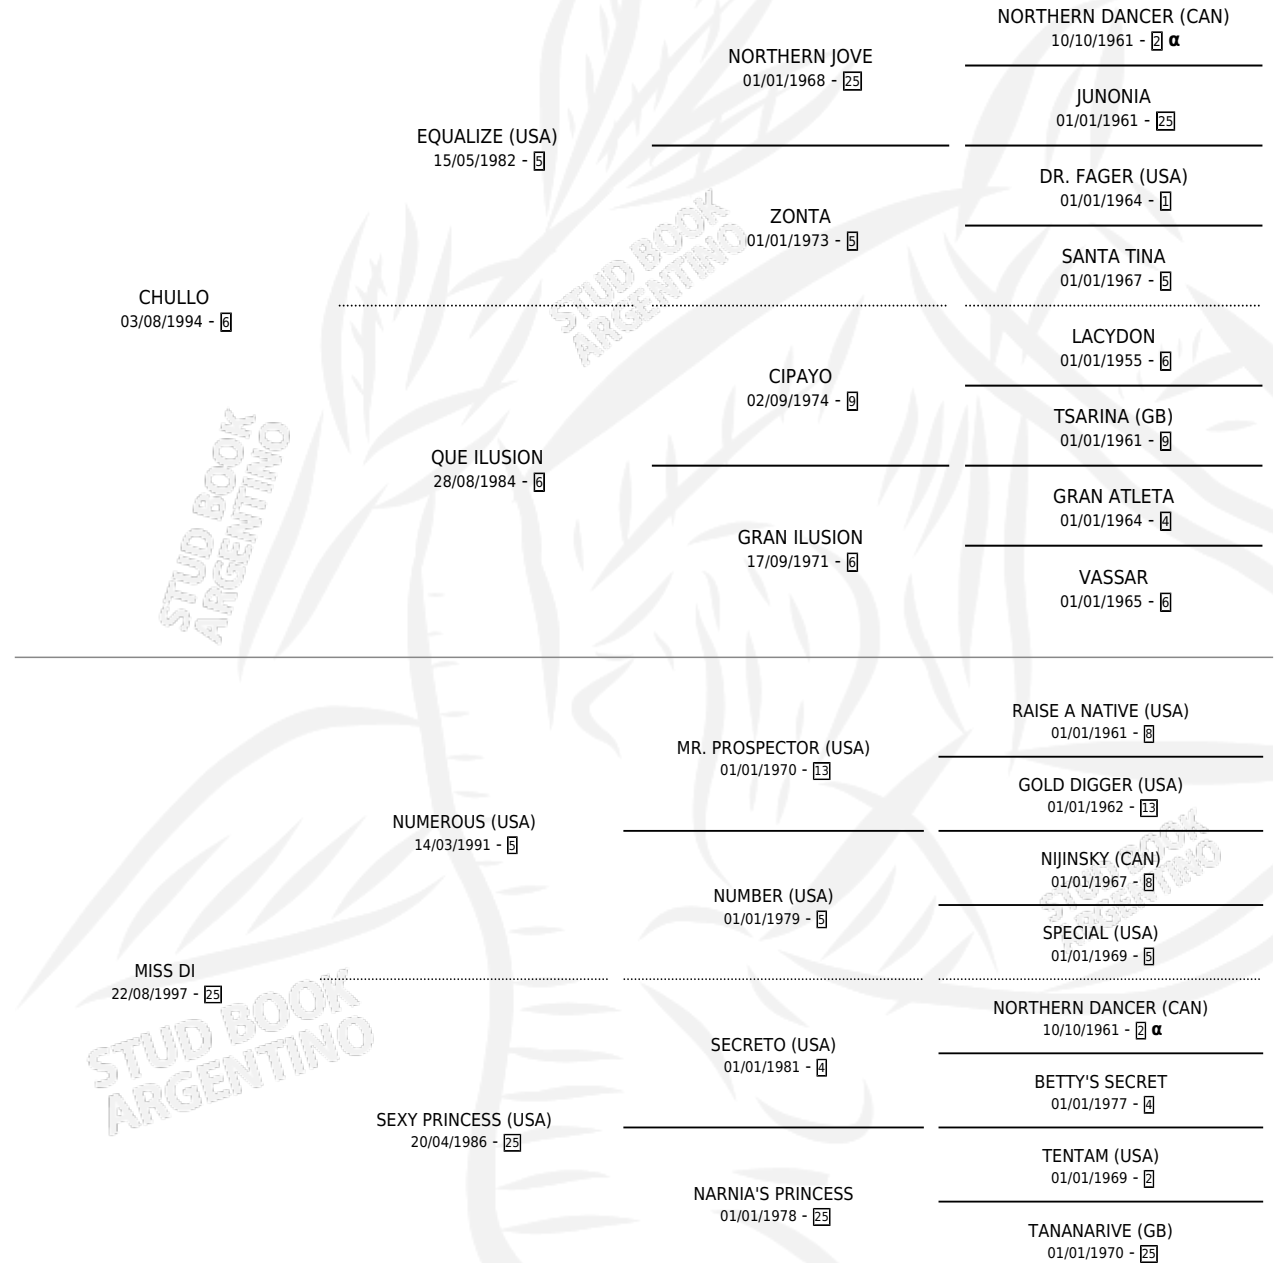 NORTHERN DANCER (CAN)
10/10/1961 - 2 α
NORTHERN JOVE
01/01/1968 - 25
JUNONIA
01/01/1961 - 25
EQUALIZE (USA)
15/05/1982 - 5
DR. FAGER (USA)
01/01/1964 - 1
ZONTA
01/01/1973 - 5
SANTA TINA
01/01/1967 - 5
CHULLO
03/08/1994 - 6
LACYDON
01/01/1955 - 6
CIPAYO
02/09/1974 - 9
TSARINA (GB)
01/01/1961 - 9
QUE ILUSION
28/08/1984 - 6
GRAN ATLETA
01/01/1964 - 4
GRAN ILUSION
17/09/1971 - 6
VASSAR
01/01/1965 - 6
STUD BOOK
ARGENTINO
STUD BOOK
ARGENTINO
RAISE A NATIVE (USA)
01/01/1961 - 8
MR. PROSPECTOR (USA)
01/01/1970 - 13
GOLD DIGGER (USA)
01/01/1962 - 13
NUMEROUS (USA)
14/03/1991 - 5
NIJINSKY (CAN)
01/01/1967 - 8
NUMBER (USA)
01/01/1979 - 5
SPECIAL (USA)
01/01/1969 - 5
MISS DI
22/08/1997 - 25
NORTHERN DANCER (CAN)
10/10/1961 - 2 α
SECRETO (USA)
01/01/1981 - 4
BETTY'S SECRET
01/01/1977 - 4
SEXY PRINCESS (USA)
20/04/1986 - 25
TENTAM (USA)
01/01/1969 - 2
NARNIA'S PRINCESS
01/01/1978 - 25
TANANARIVE (GB)
01/01/1970 - 25
STUD BOOK
ARGENTINO
STUD BOOK
ARGENTINO